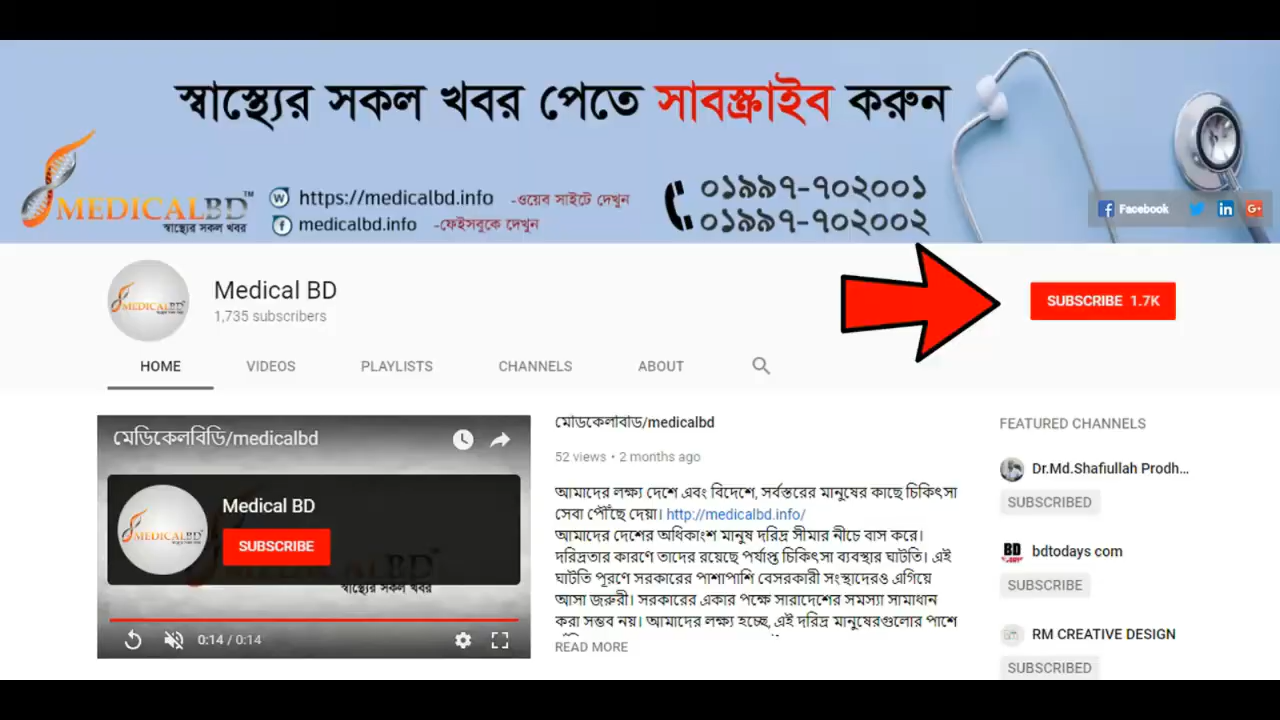 স্বাস্থ্যের সকল খবর পেতে সাবস্ক্রাইব করুন
MEDICALBD™
স্বাস্থ্যের সকল খবর
https://medicalbd.info -ওয়েব সাইটে দেখুন
medicalbd.info -ফেইসবুকে দেখুন
০১৯৯৭-৭০২০০১
০১৯৯৭-৭০২০০২
Facebook
Medical BD
1,735 subscribers
SUBSCRIBE 1.7K
HOME VIDEOS PLAYLISTS CHANNELS ABOUT
মেডিকেলবিডি/medicalbd
Medical BD
SUBSCRIBE
স্বাস্থ্যের সকল খবর
0:14 / 0:14
মেডিকেলবিডি/medicalbd
52 views • 2 months ago
আমাদের লক্ষ্য দেশে এবং বিদেশে, সর্বস্তরের মানুষের কাছে চিকিৎসা
সেবা পৌঁছে দেয়া। http://medicalbd.info/
আমাদের দেশের অধিকাংশ মানুষ দরিদ্র সীমার নীচে বাস করে।
দরিদ্রতার কারণে তাদের রয়েছে পর্যাপ্ত চিকিৎসা ব্যবস্থার ঘাটতি। এই
ঘাটতি পূরণে সরকারের পাশাপাশি বেসরকারী সংস্থাদেরও এগিয়ে
আসা জরুরী। সরকারের একার পক্ষে সারাদেশের সমস্যা সামাধান
করা সম্ভব নয়। আমাদের লক্ষ্য হচ্ছে, এই দরিদ্র মানুষেরগুলোর পাশে
READ MORE
FEATURED CHANNELS
Dr.Md.Shafiullah Prodh...
SUBSCRIBED
bdtodays com
SUBSCRIBE
RM CREATIVE DESIGN
SUBSCRIBED